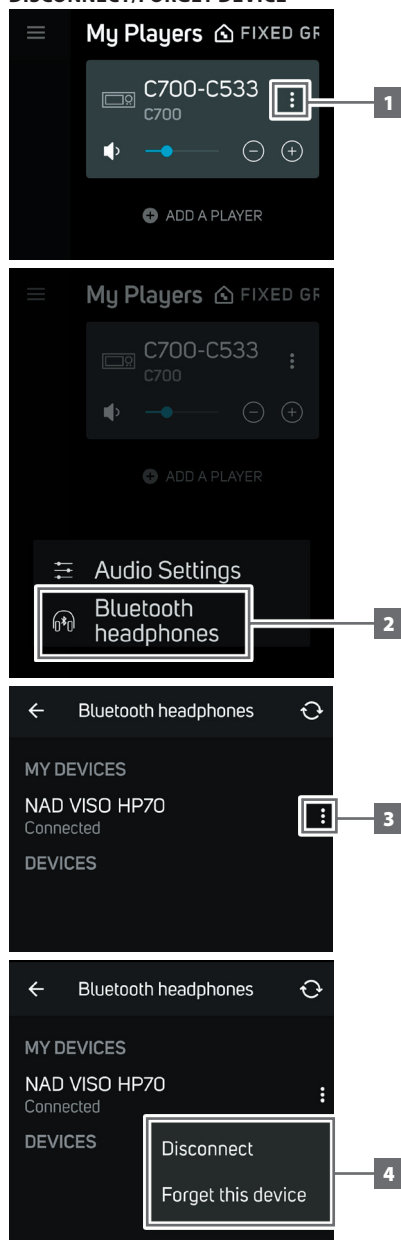 DISCONNECT/FORGET DEVICE
My Players FIXED GR
C700-C533
C700
1
ADD A PLAYER
My Players FIXED GR
C700-C533
C700
ADD A PLAYER
Audio Settings
Bluetooth
headphones
2
Bluetooth headphones
MY DEVICES
NAD VISO HP70
Connected
3
DEVICES
Bluetooth headphones
MY DEVICES
NAD VISO HP70
Connected
DEVICES
Disconnect
Forget this device
4